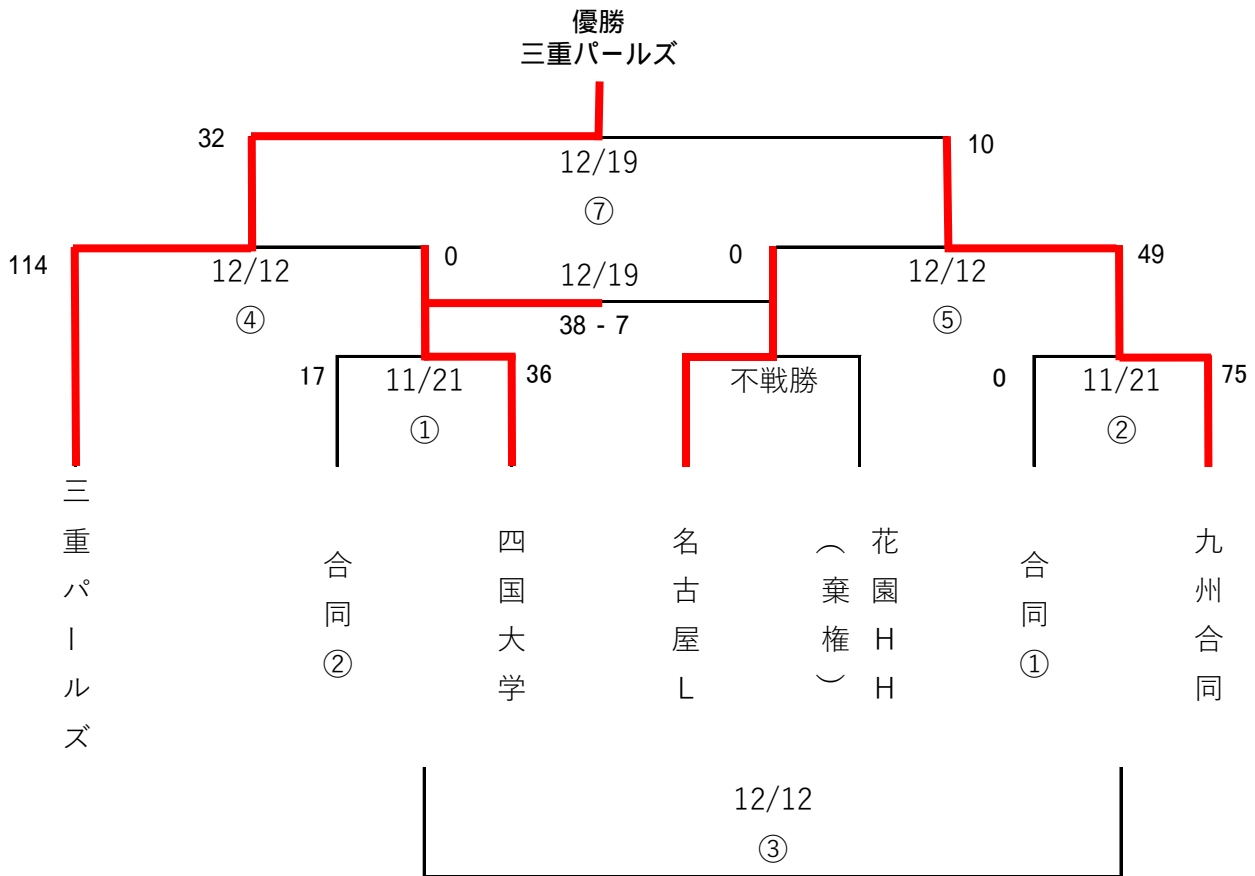 優勝
三重パールズ
32
10
12/19
⑦
114
0
0
49
12/12
12/19
12/12
④
38 - 7
⑤
17
11/21
36
不戦勝
0
11/21
75
①
②
三重パールズ
合同②
四国大学
名古屋L
花園HH
(棄権)
合同①
九州合同
12/12
③